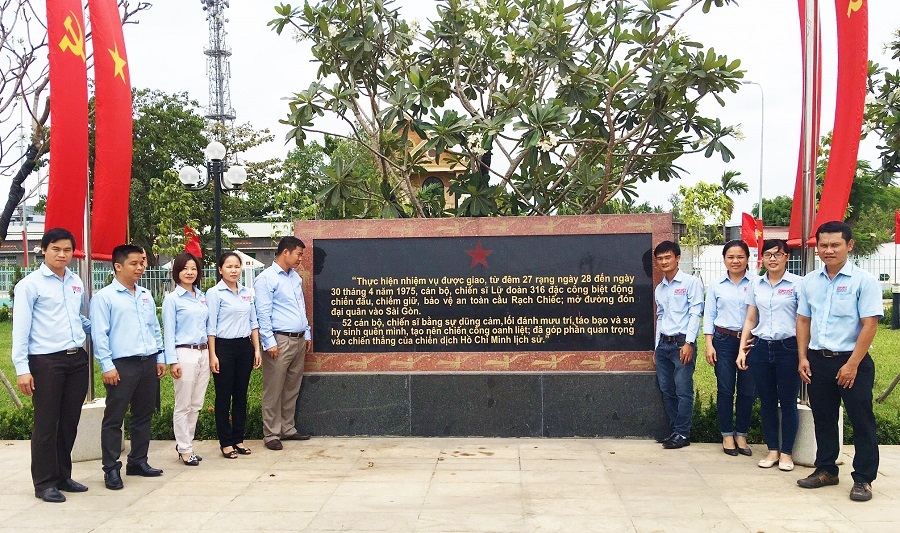 "Thực hiện nhiệm vụ được giao, từ đêm 27 rạng ngày 28 đến ngày
30 tháng 4 năm 1975, cán bộ, chiến sĩ Lữ đoàn 316 đặc công biệt động
chiến đấu, chiếm giữ, bảo vệ an toàn cầu Rạch Chiếc; mở đường đón
đại quân vào Sài Gòn.
52 cán bộ, chiến sĩ bằng sự dũng cảm, lối đánh mưu trí, táo bạo và sự
hy sinh quên mình, tạo nên chiến công oanh liệt; đã góp phần quan trọng
vào chiến thắng của chiến dịch Hồ Chí Minh lịch sử."